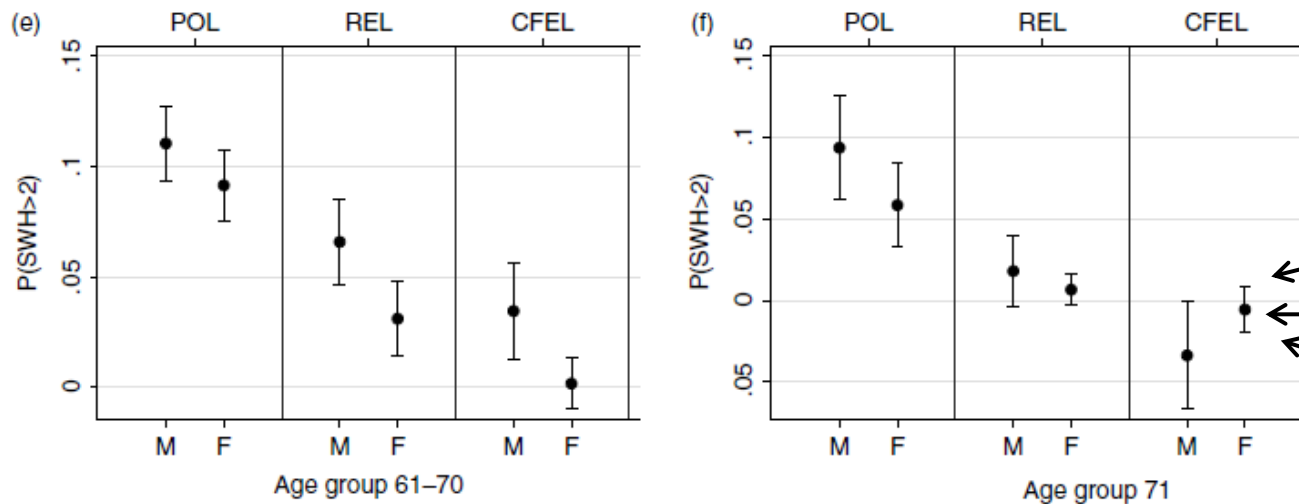 (e) POL REL CFEL
.15
.1
.05
0
P(SWH>2)
M F M F M F
Age group 61–70
(f) POL REL CFEL
.15
.1
.05
0
.05
P(SWH>2)
M F M F M F
Age group 71